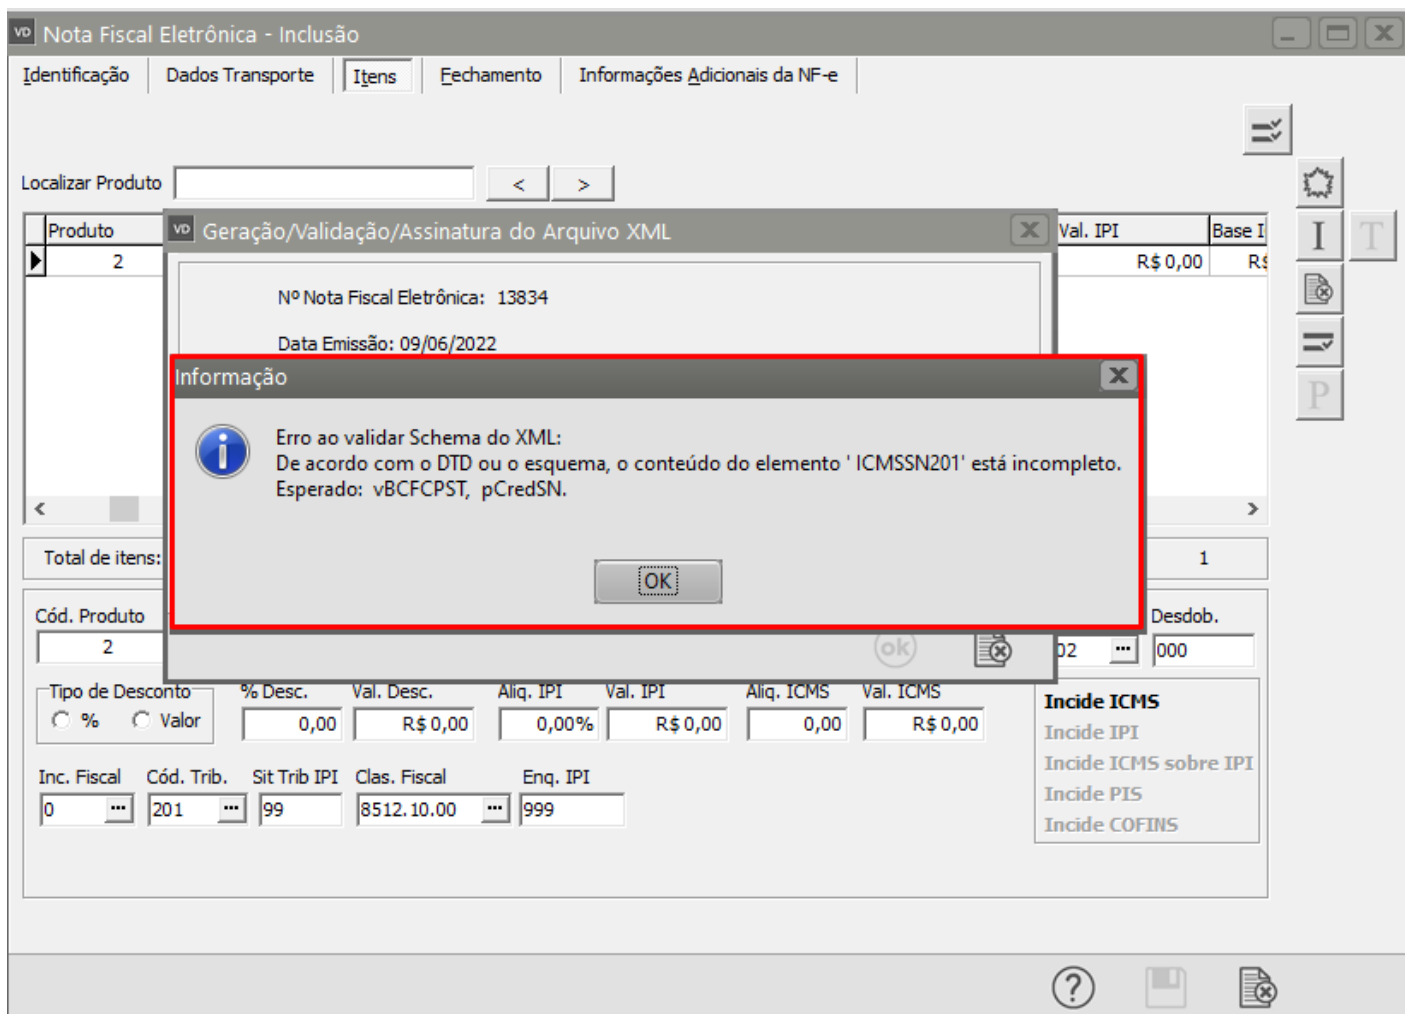 VD Nota Fiscal Eletrônica - Inclusão
Identificação Dados Transporte Itens Fechamento Informações Adicionais da NF-e
Localizar Produto < >
Produto Val. IPI Base I
2 R$ 0,00
VD Geração/Validação/Assinatura do Arquivo XML
Nº Nota Fiscal Eletrônica: 13834
Data Emissão: 09/06/2022
Informação
Erro ao validar Schema do XML:
De acordo com o DTD ou o esquema, o conteúdo do elemento ' ICMSSN201' está incompleto.
Esperado: vBCFCPST, pCredSN.
OK
I T
P
Total de itens: 1
Cód. Produto Desdob.
2 02 ... 000
ok
Tipo de Desconto % Desc. Val. Desc. Aliq. IPI Val. IPI Aliq. ICMS Val. ICMS
% Valor 0,00 R$ 0,00 0,00% R$ 0,00 0,00 R$ 0,00
Inc. Fiscal Cód. Trib. Sit Trib IPI Clas. Fiscal Enq. IPI
0 ... 201 ... 99 8512.10.00 ... 999
Incide ICMS
Incide IPI
Incide ICMS sobre IPI
Incide PIS
Incide COFINS
?